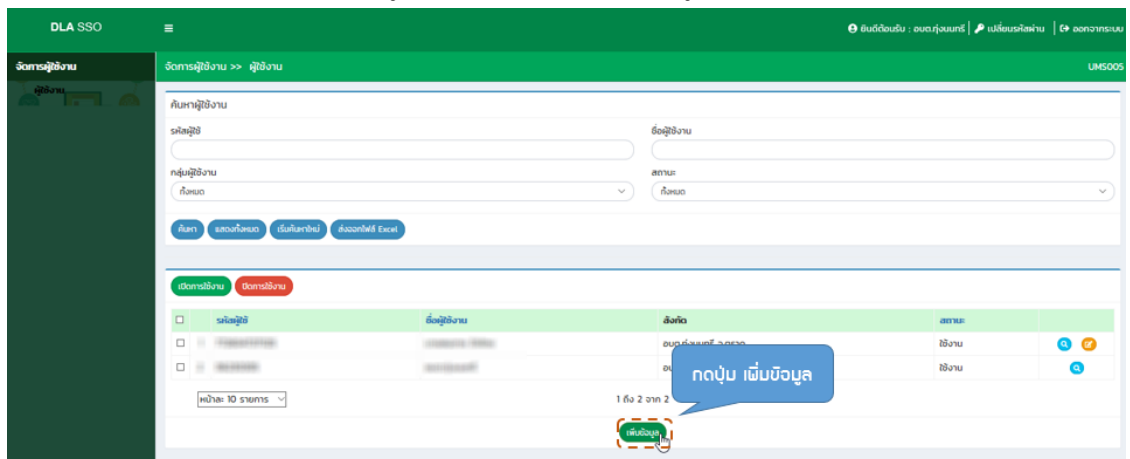 DLA SSO
ยินดีต้อนรับ : อบต.ทุ่งนนทรี | เปลี่ยนรหัสผ่าน | ออกจากระบบ
จัดการผู้ใช้งาน
จัดการผู้ใช้งาน >> ผู้ใช้งาน
UMS005
ผู้ใช้งาน
ค้นหาผู้ใช้งาน
รหัสผู้ใช้ ชื่อผู้ใช้งาน
กลุ่มผู้ใช้งาน สถานะ
ทั้งหมด ทั้งหมด
ค้นหา แสดงทั้งหมด เริ่มค้นหาใหม่ ส่งออกไฟล์ Excel
เปิดการใช้งาน ปิดการใช้งาน
รหัสผู้ใช้ ชื่อผู้ใช้งาน สังกัด สถานะ
ใช้งาน
ใช้งาน
กดปุ่ม เพิ่มข้อมูล
หน้าละ 10 รายการ 1 ถึง 2 จาก 2
เพิ่มข้อมูล